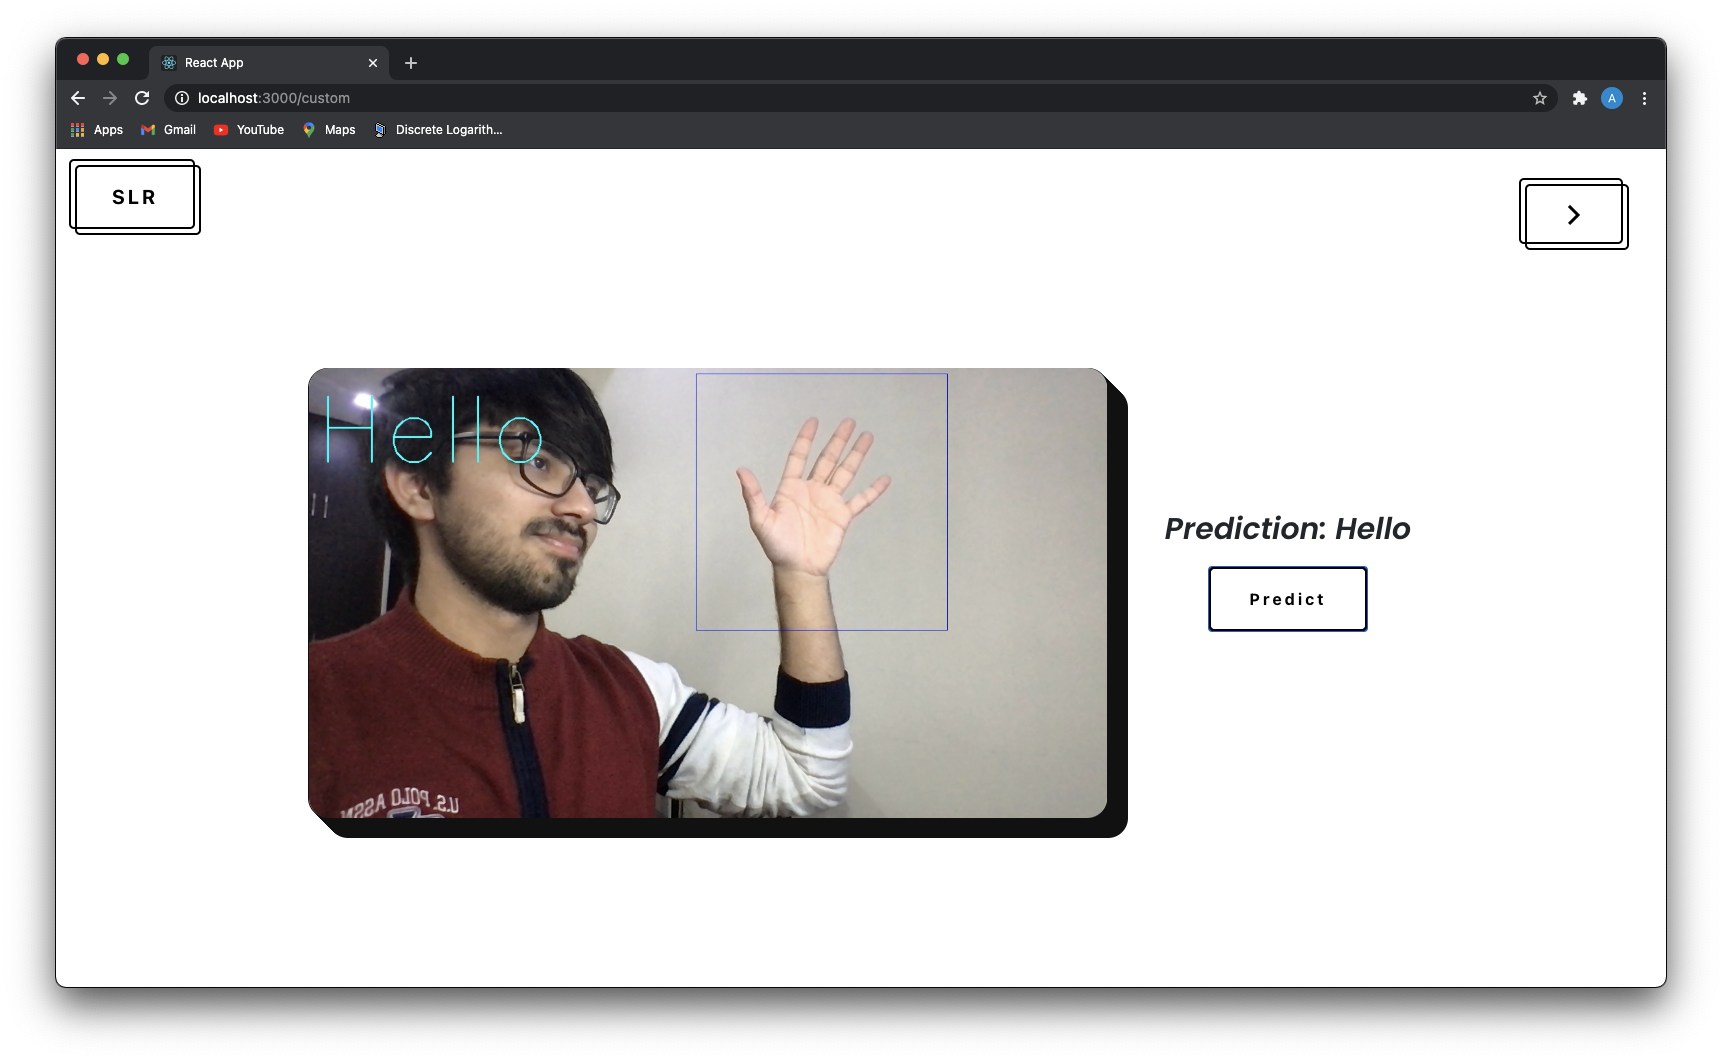 React App
localhost:3000/custom
Apps Gmail YouTube Maps Discrete Logarith...
A
SLR
Hello
Prediction: Hello
Predict
U.S. POLO ASSN